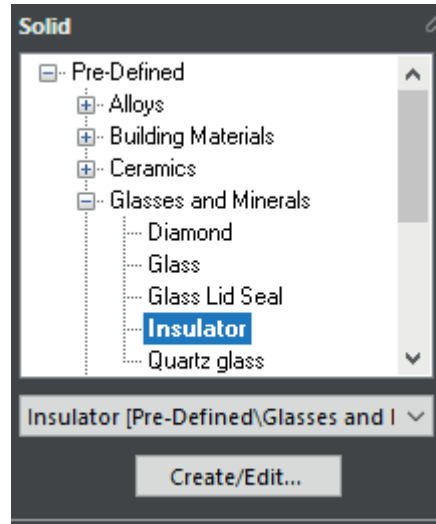 Solid
Pre-Defined
Alloys
Building Materials
Ceramics
Glasses and Minerals
Diamond
Glass
Glass Lid Seal
Insulator
Quartz glass
Insulator [Pre-Defined\Glasses and
Create/Edit...